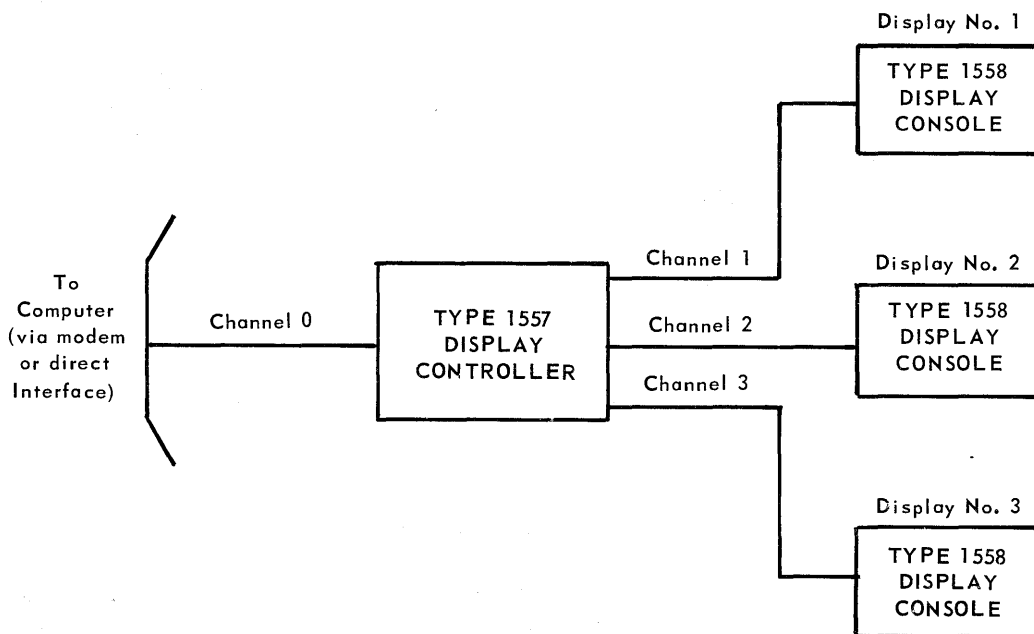 Display No. 1
TYPE 1558
DISPLAY
CONSOLE
To
Computer
(via modem
or direct
Interface)
Channel 0
TYPE 1557
DISPLAY
CONTROLLER
Channel 1
Channel 2
Channel 3
Display No. 2
TYPE 1558
DISPLAY
CONSOLE
Display No. 3
TYPE 1558
DISPLAY
CONSOLE